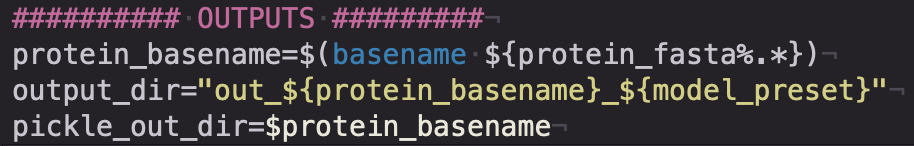 ########## OUTPUTS #########
protein_basename=$(basename ${protein_fasta%.*})
output_dir="out_${protein_basename}_${model_preset}"
pickle_out_dir=$protein_basename